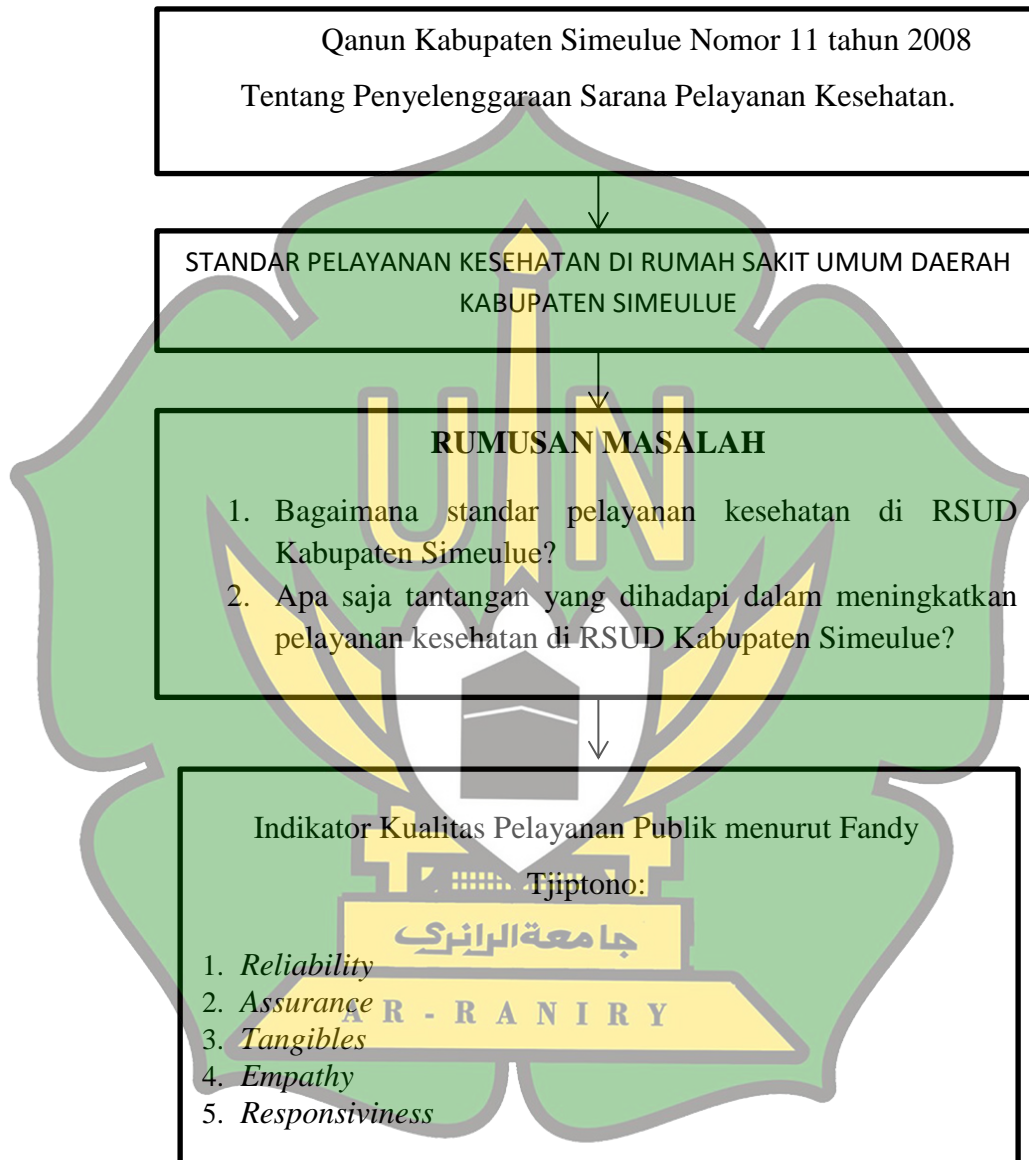 Qanun Kabupaten Simeulue Nomor 11 tahun 2008
Tentang Penyelenggaraan Sarana Pelayanan Kesehatan.
STANDAR PELAYANAN KESEHATAN DI RUMAH SAKIT UMUM DAERAH
KABUPATEN SIMEULUE
UIN
RUMUSAN MASALAH
1. Bagaimana standar pelayanan kesehatan di RSUD
Kabupaten Simeulue?
2. Apa saja tantangan yang dihadapi dalam meningkatkan
pelayanan kesehatan di RSUD Kabupaten Simeulue?
Indikator Kualitas Pelayanan Publik menurut Fandy
Tjiptono:
جامعة الرانري
1. Reliability
2. Assurance
AR-RANIRY
3. Tangibles
4. Empathy
5. Responsiviness